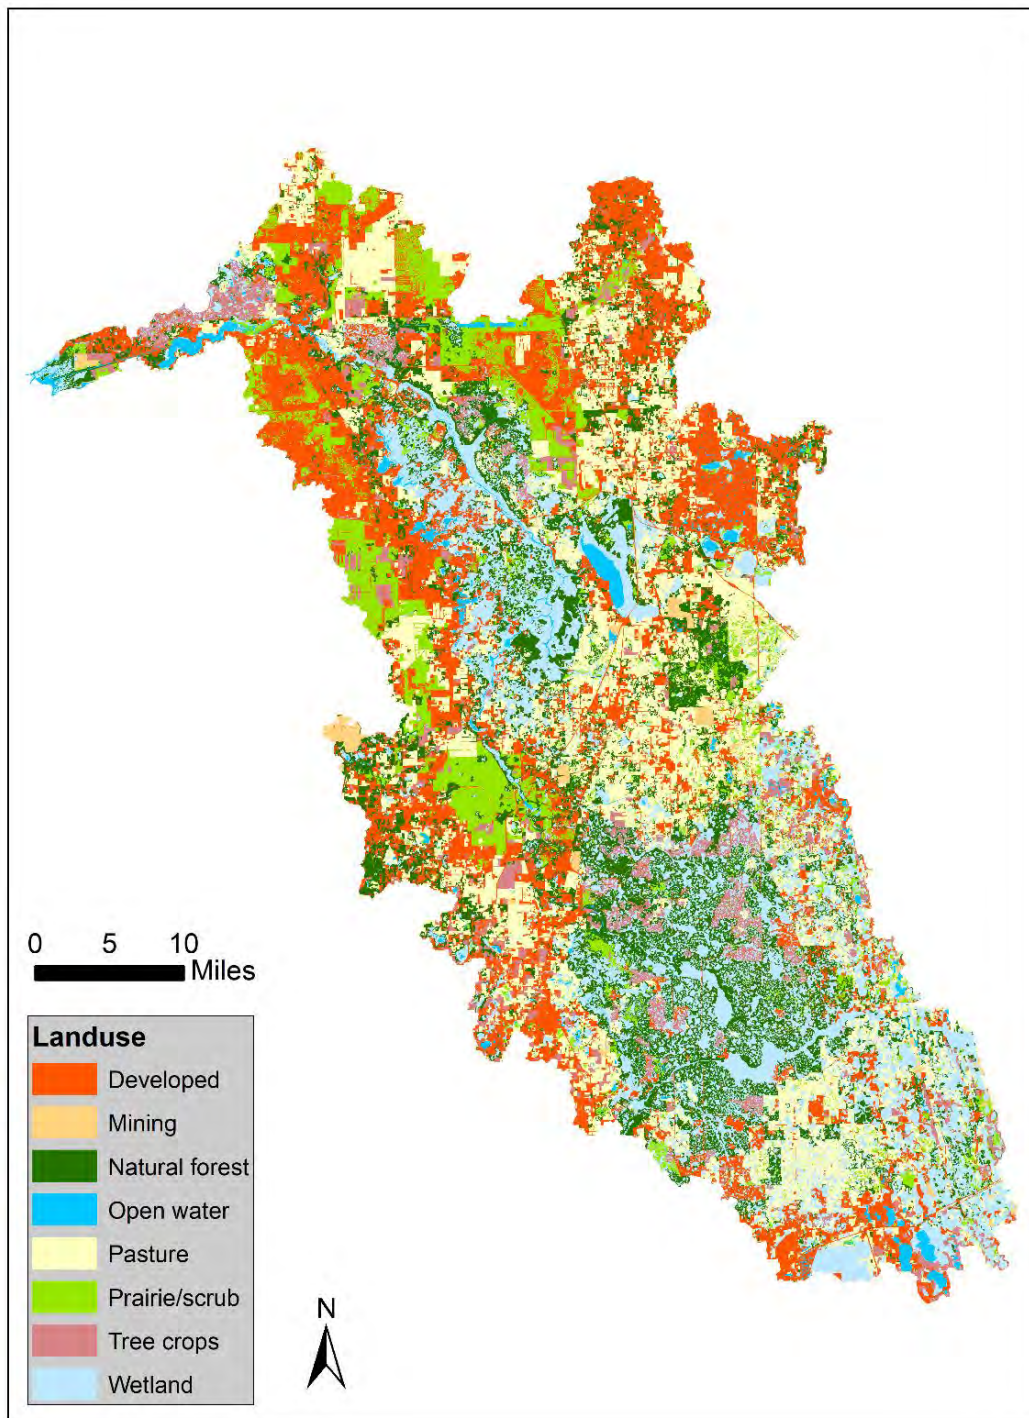 0 5 10
Miles
Landuse
Developed
Mining
Natural forest
Open water
Pasture
Prairie/scrub
Tree crops
Wetland
N